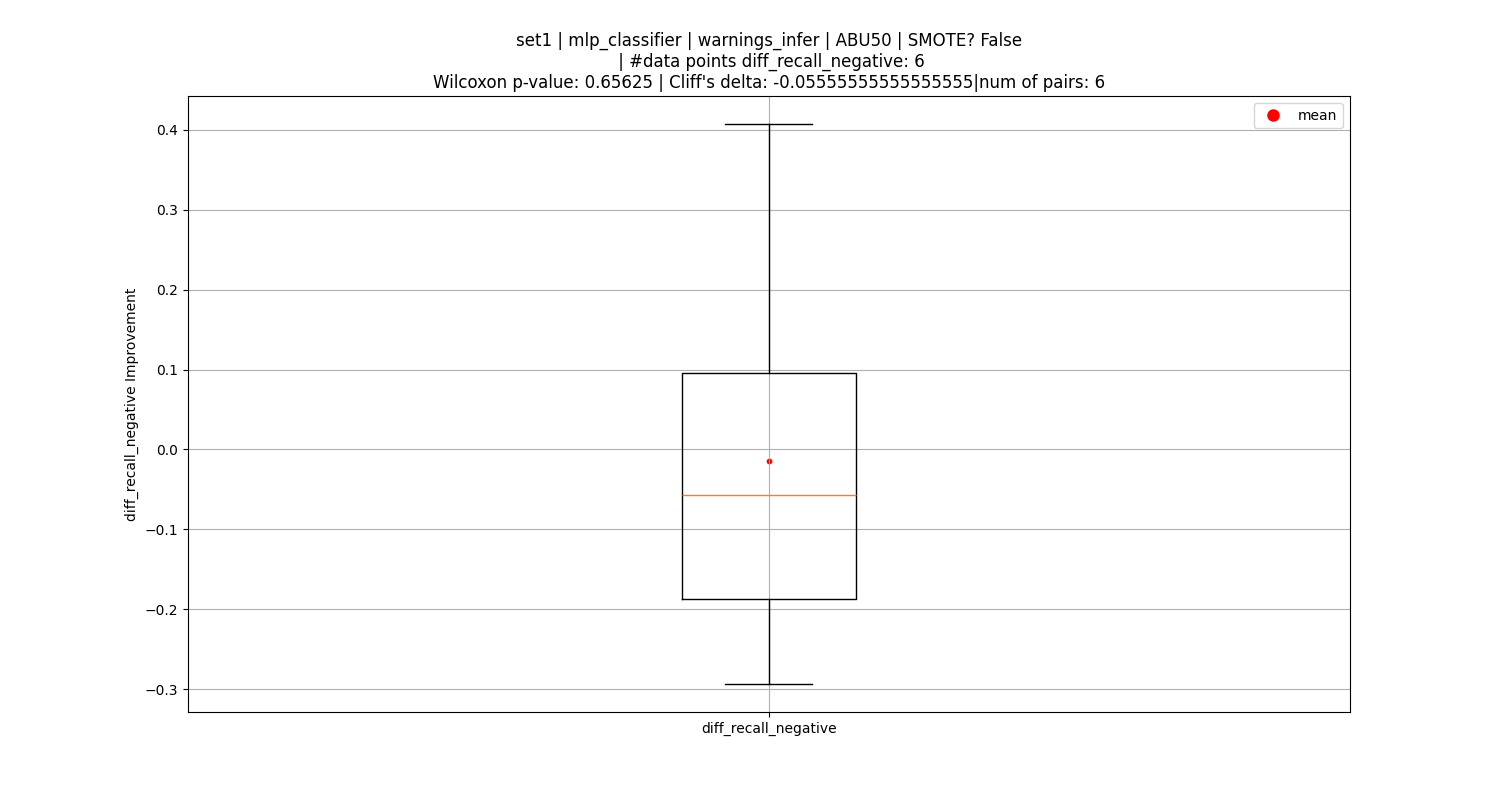 set1 | mlp_classifier | warnings_infer | ABU50 | SMOTE? False
| #data points diff_recall_negative: 6
Wilcoxon p-value: 0.65625 | Cliff's delta: -0.05555555555555555|num of pairs: 6
mean
0.4
0.3
0.2
0.1
0.0
−0.1
−0.2
−0.3
diff_recall_negative Improvement
diff_recall_negative